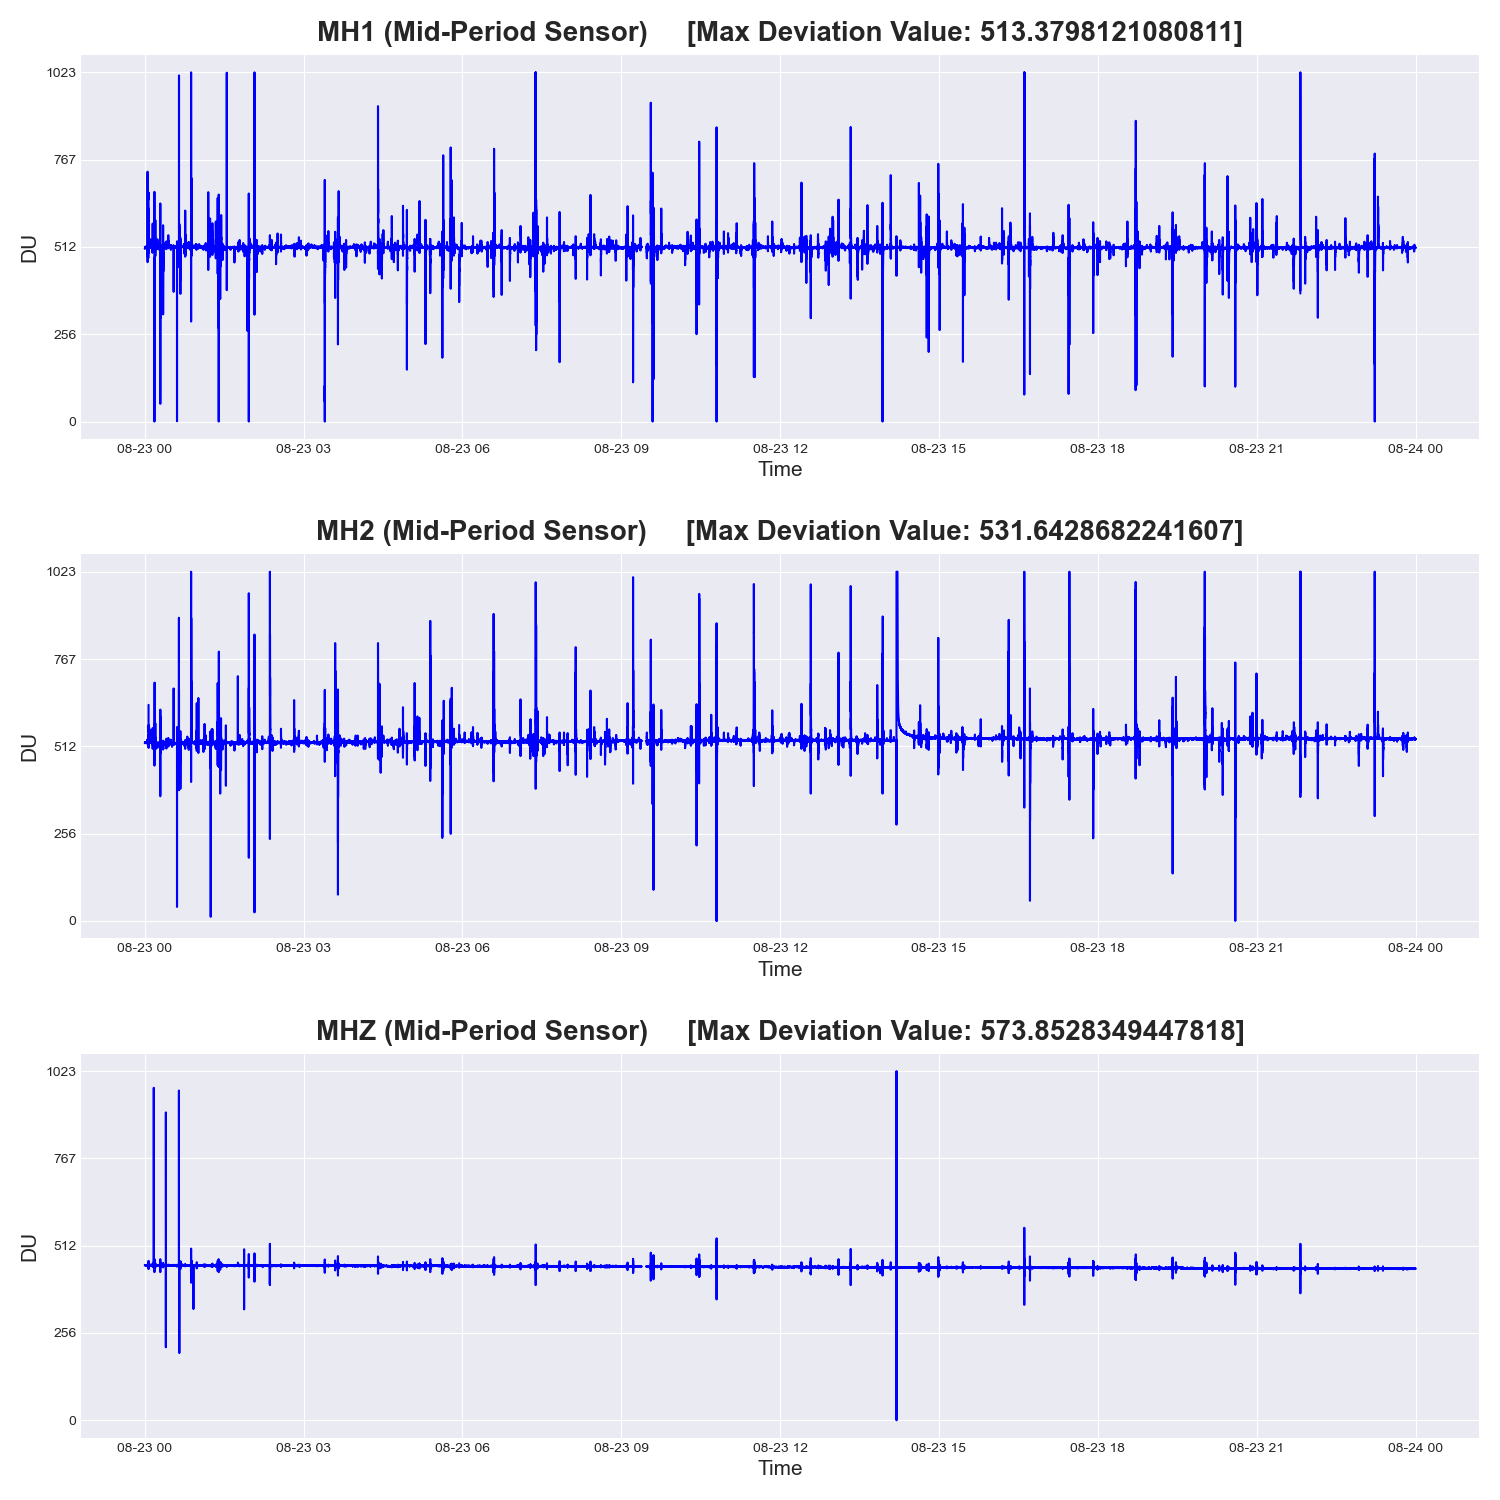 MH1 (Mid-Period Sensor) [Max Deviation Value: 513.3798121080811]
1023
767
512
256
0
DU
08-23 00 08-23 03 08-23 06 08-23 09 08-23 12 08-23 15 08-23 18 08-23 21 08-24 00
Time
MH2 (Mid-Period Sensor) [Max Deviation Value: 531.6428682241607]
1023
767
512
256
0
DU
08-23 00 08-23 03 08-23 06 08-23 09 08-23 12 08-23 15 08-23 18 08-23 21 08-24 00
Time
MHZ (Mid-Period Sensor) [Max Deviation Value: 573.8528349447818]
1023
767
512
256
0
DU
08-23 00 08-23 03 08-23 06 08-23 09 08-23 12 08-23 15 08-23 18 08-23 21 08-24 00
Time